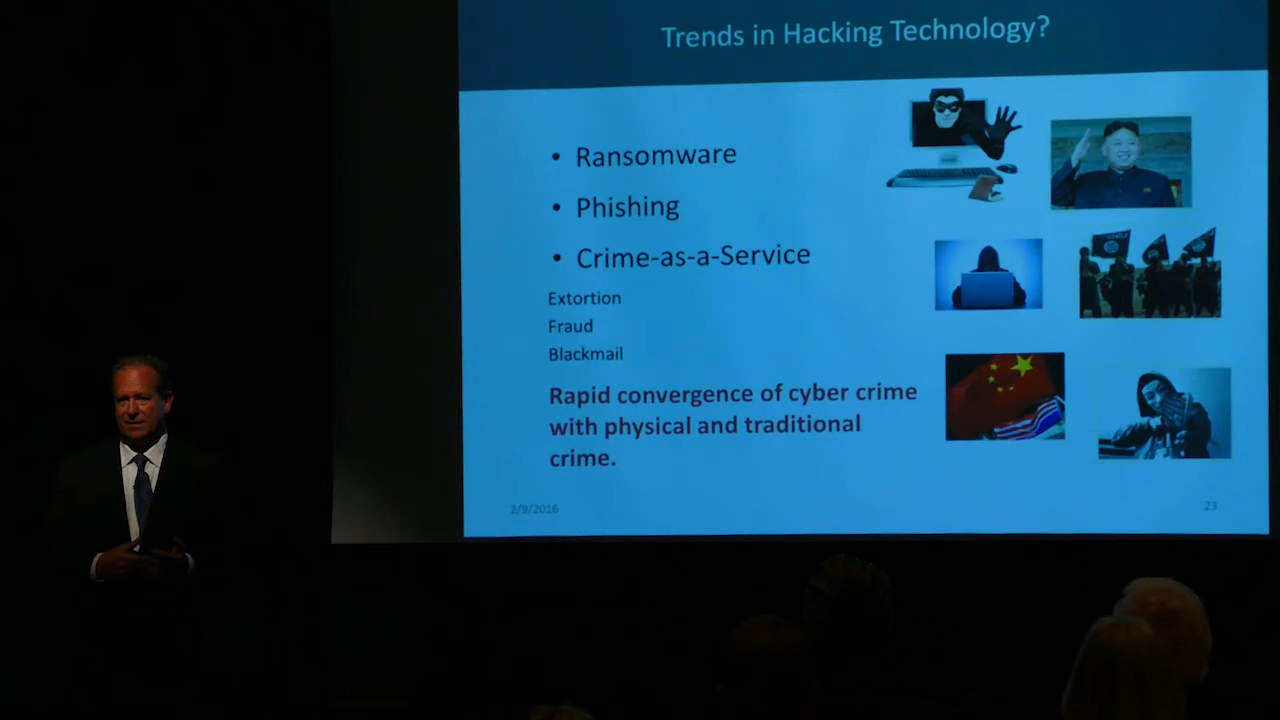 Trends in Hacking Technology?
• Ransomware
• Phishing
• Crime-as-a-Service
Extortion
Fraud
Blackmail
Rapid convergence of cyber crime
with physical and traditional
crime.
2/9/2016
23